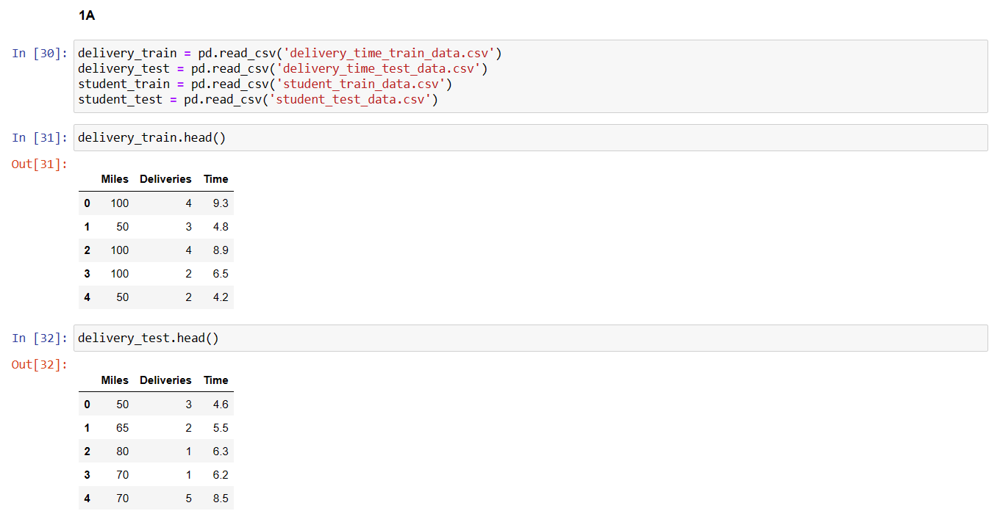 1A
In [30]: delivery_train = pd.read_csv('delivery_time_train_data.csv')
delivery_test = pd.read_csv('delivery_time_test_data.csv')
student_train = pd.read_csv('student_train_data.csv')
student_test = pd.read_csv('student_test_data.csv')
In [31]: delivery_train.head()
Out[31]:
Miles Deliveries Time
0 100 4 9.3
1 50 3 4.8
2 100 4 8.9
3 100 2 6.5
4 50 2 4.2
In [32]: delivery_test.head()
Out[32]:
Miles Deliveries Time
0 50 3 4.6
1 65 2 5.5
2 80 1 6.3
3 70 1 6.2
4 70 5 8.5